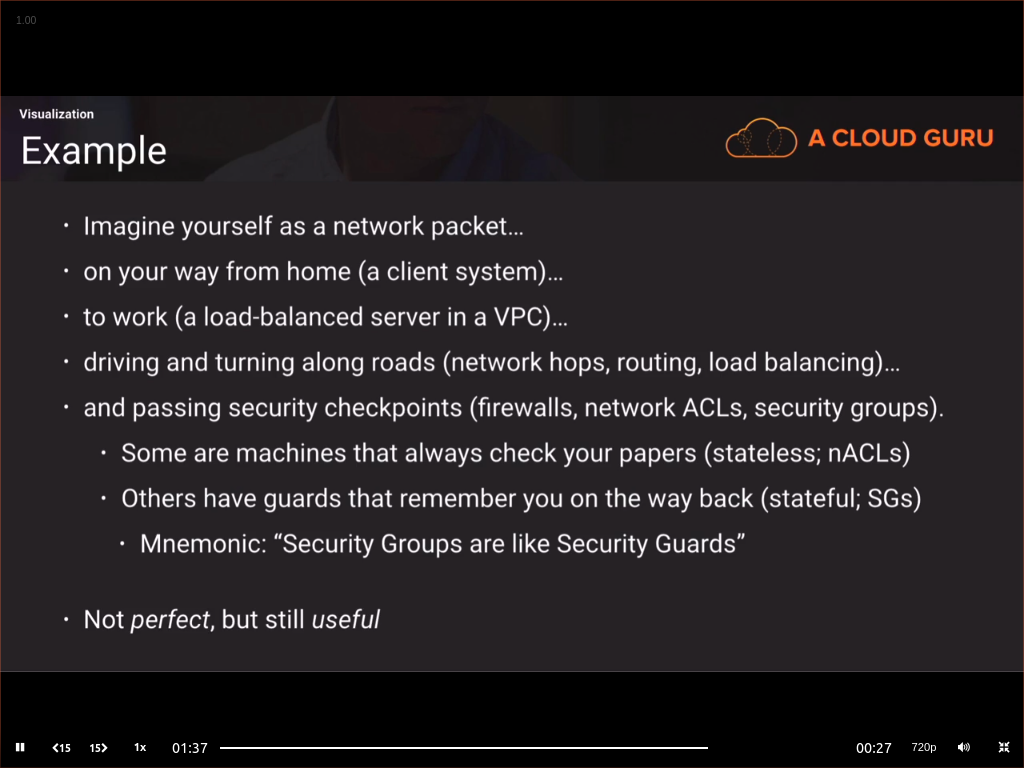 1.00
Visualization
Example
A CLOUD GURU
• Imagine yourself as a network packet…
• on your way from home (a client system)…
• to work (a load-balanced server in a VPC)…
• driving and turning along roads (network hops, routing, load balancing)…
• and passing security checkpoints (firewalls, network ACLs, security groups).
• Some are machines that always check your papers (stateless; nACLs)
• Others have guards that remember you on the way back (stateful; SGs)
• Mnemonic: “Security Groups are like Security Guards”
• Not perfect, but still useful
15 15 1x 01:37 00:27 720p